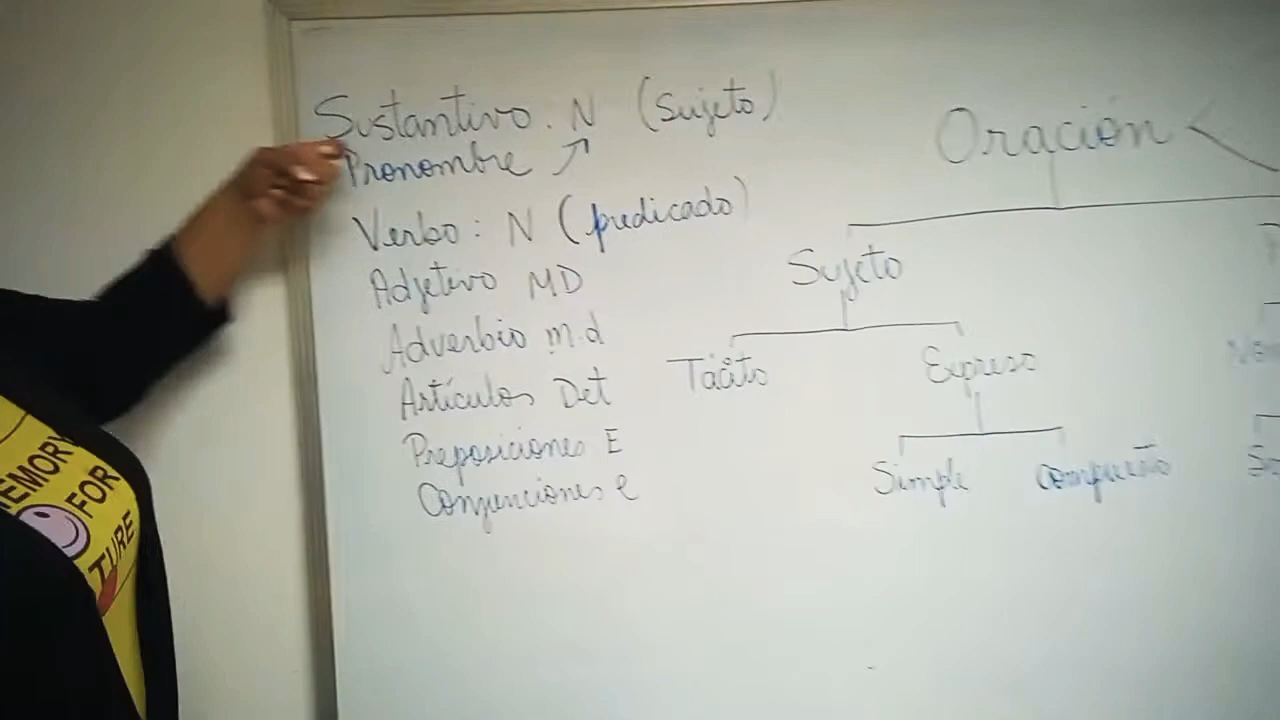 Sustantivo. N (Sujeto)
Pronombre ↗
Verbo: N (predicado)
Adjetivo MD
Adverbio m.d
Artículos Det
Preposiciones E
Conjunciones e
Oración <
Sujeto
Tácito
Expreso
Simple
compuesto
MEMORY
FOR
TURE